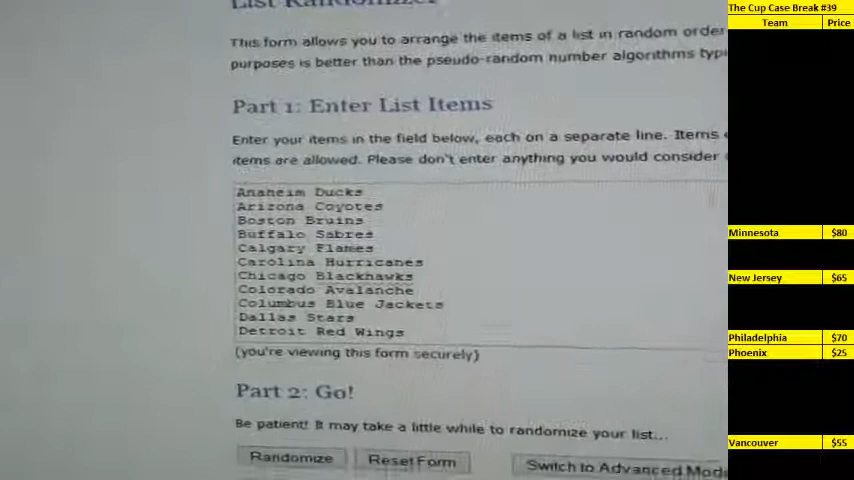 List Randomizer
This form allows you to arrange the items of a list in random order
purposes is better than the pseudo-random number algorithms typi
Part 1: Enter List Items
Enter your items in the field below, each on a separate line. Items
items are allowed. Please don't enter anything you would consider
Anaheim Ducks
Arizona Coyotes
Boston Bruins
Buffalo Sabres
Calgary Flames
Carolina Hurricanes
Chicago Blackhawks
Colorado Avalanche
Columbus Blue Jackets
Dallas Stars
Detroit Red Wings
(you're viewing this form securely)
Part 2: Go!
Be patient! It may take a little while to randomize your list...
Randomize Reset Form Switch to Advanced Mode
The Cup Case Break #39
Team Price
Minnesota $80
New Jersey $65
Philadelphia $70
Phoenix $25
Vancouver $55